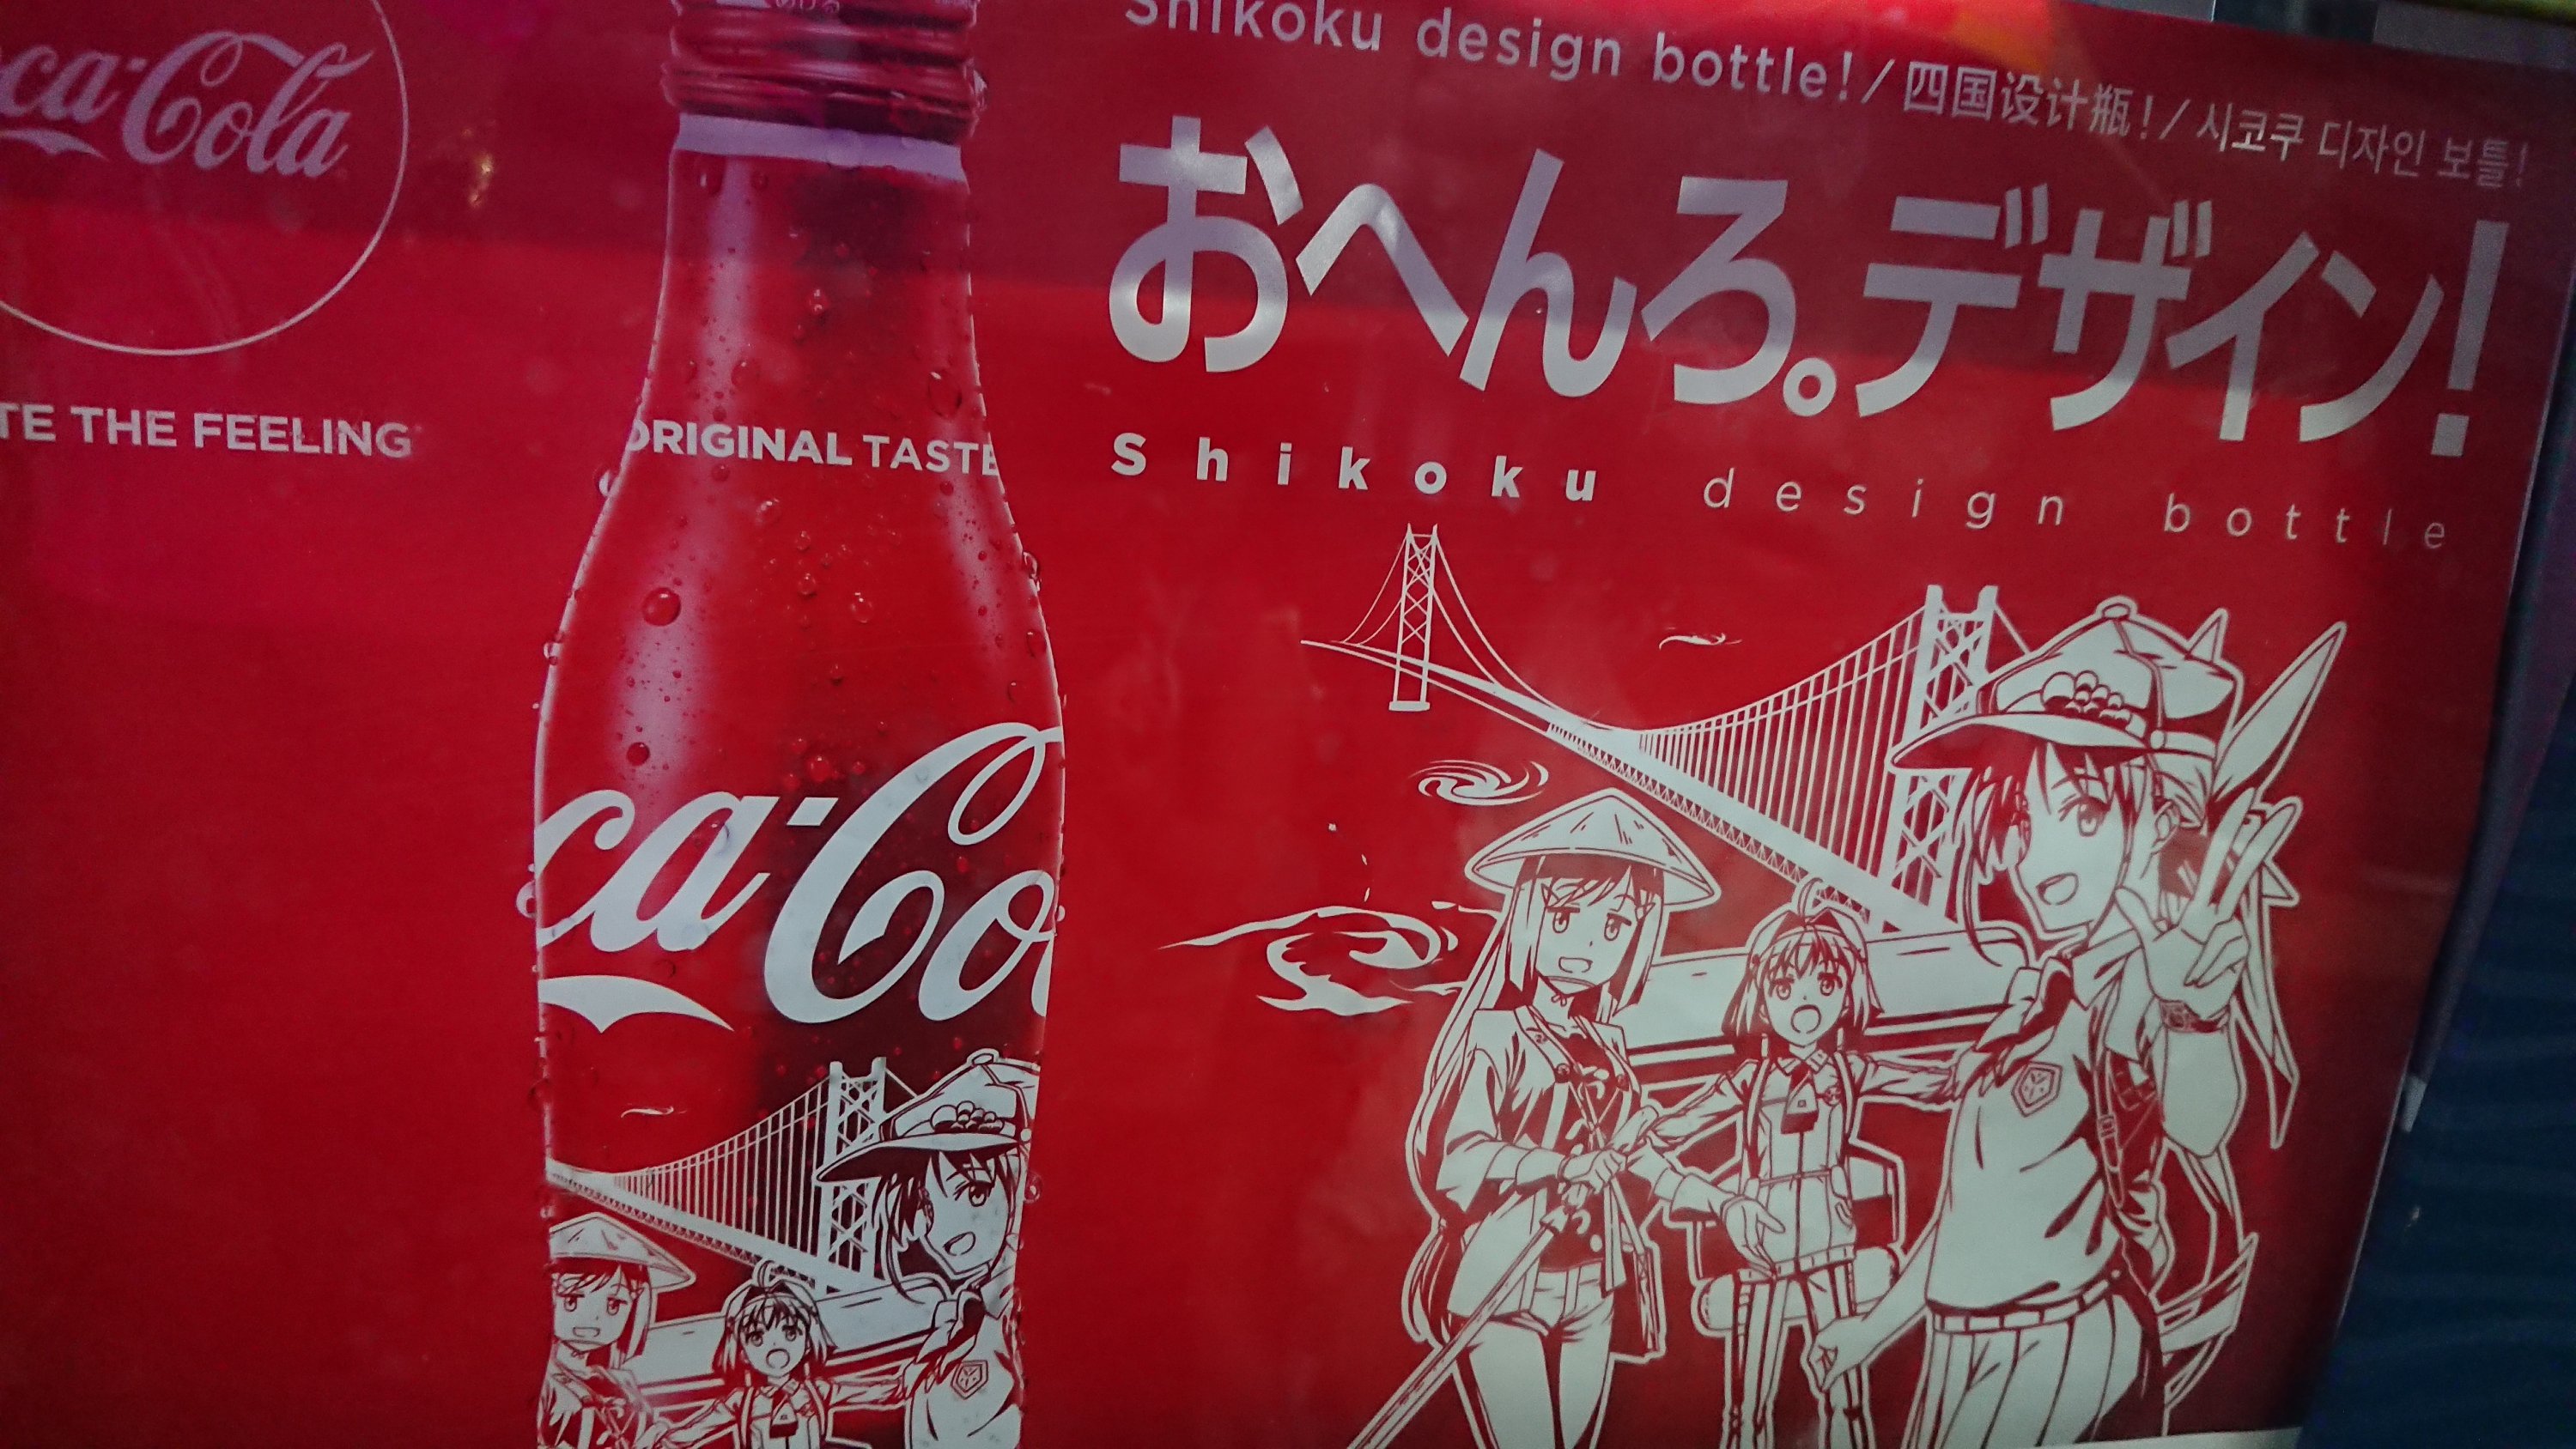 Coca-Cola
TE THE FEELING
ORIGINAL TASTE
ca-Co
Shikoku design bottle!/四国设计瓶!/시코쿠 디자인 보틀!
おへんろ。デザイン!
Shikoku design bottle